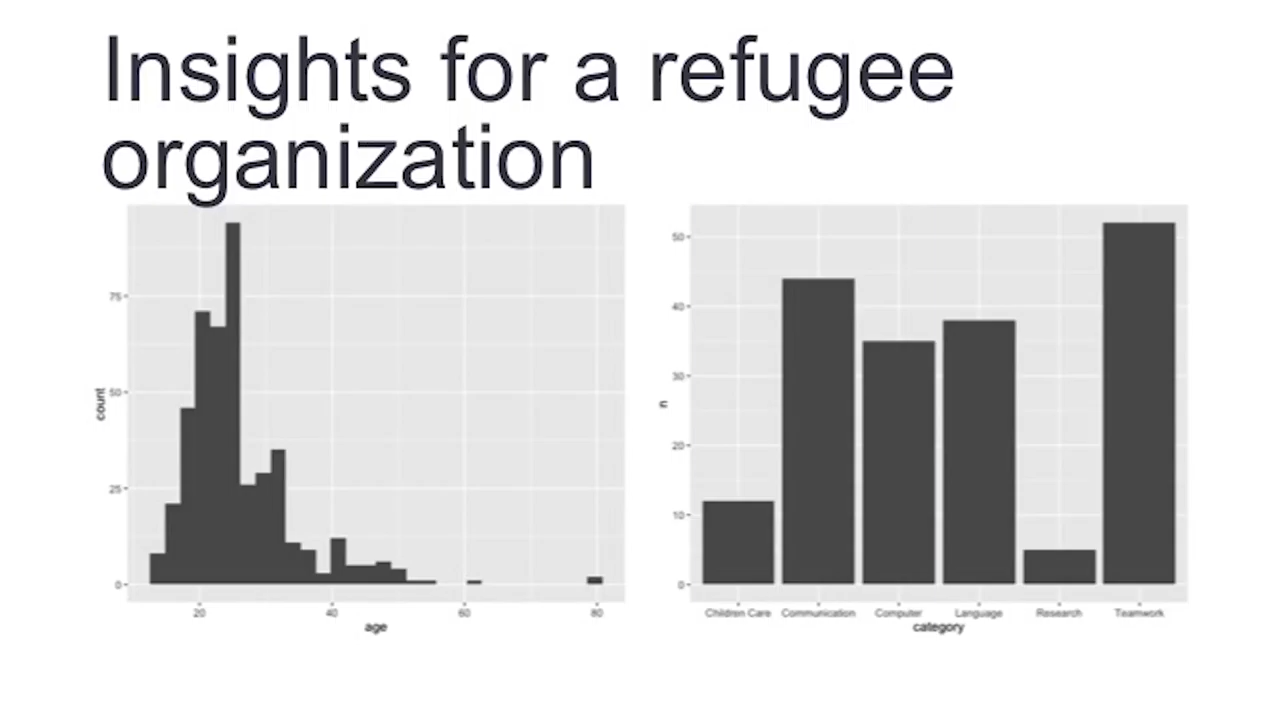 Insights for a refugee
organization
75
50
25
0
count
20 40 60 80
age
50
40
30
20
10
0
n
Children Care Communication Computer Language Research Teamwork
category